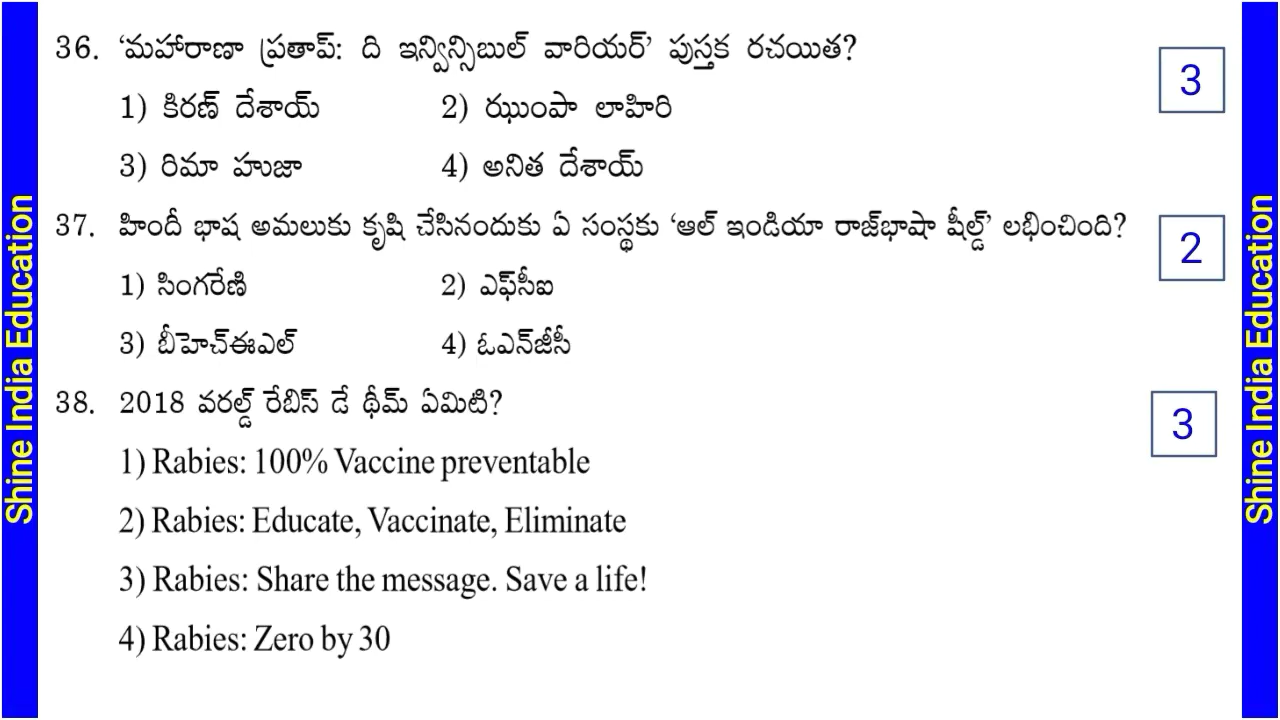 Shine India Education
36. ‘మహారాణా ప్రతాప్: ది ఇన్విన్సిబుల్ వారియర్’ పుస్తక రచయిత?
3
1) కిరణ్ దేశాయ్ 2) ఝుంపా లాహిరి
3) రిమా హుజా 4) అనిత దేశాయ్
37. హిందీ భాష అమలుకు కృషి చేసినందుకు ఏ సంస్థకు ‘ఆల్ ఇండియా రాజ్‌భాషా షీల్డ్’ లభించింది?
2
1) సింగరేణి 2) ఎఫ్‌సీఐ
3) బీహెచ్‌ఈఎల్ 4) ఓఎన్‌జీసీ
38. 2018 వరల్డ్ రేబిస్ డే థీమ్ ఏమిటి?
3
1) Rabies: 100% Vaccine preventable
2) Rabies: Educate, Vaccinate, Eliminate
3) Rabies: Share the message. Save a life!
4) Rabies: Zero by 30
Shine India Education